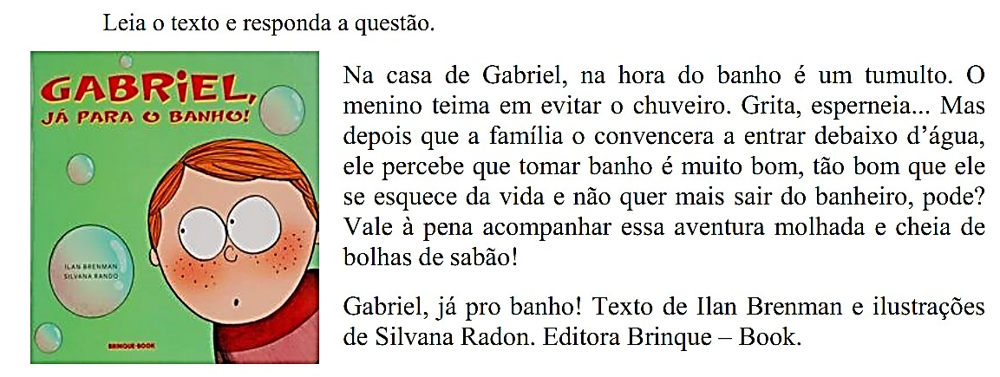 Leia o texto e responda a questão.
GABRIEL,
JÁ PARA O BANHO!
ILAN BRENMAN
SILVANA RANDO
BRINQUE-BOOK
Na casa de Gabriel, na hora do banho é um tumulto. O
menino teima em evitar o chuveiro. Grita, esperneia... Mas
depois que a família o convencera a entrar debaixo d’água,
ele percebe que tomar banho é muito bom, tão bom que ele
se esquece da vida e não quer mais sair do banheiro, pode?
Vale à pena acompanhar essa aventura molhada e cheia de
bolhas de sabão!
Gabriel, já pro banho! Texto de Ilan Brenman e ilustrações
de Silvana Radon. Editora Brinque – Book.